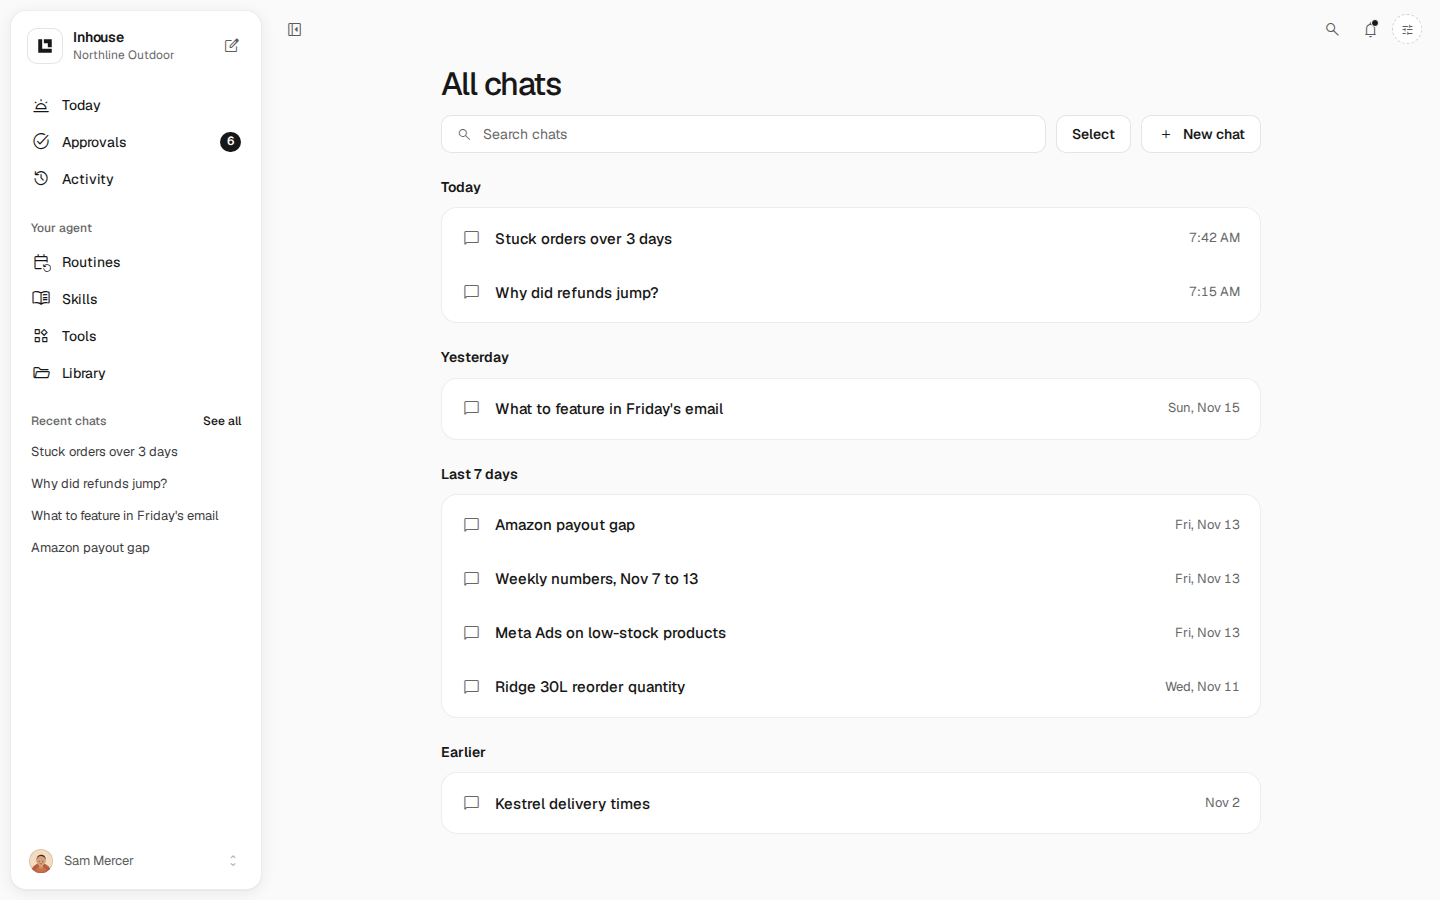 Inhouse
Northline Outdoor
Today
Approvals 6
Activity
Your agent
Routines
Skills
Tools
Library
Recent chats See all
Stuck orders over 3 days
Why did refunds jump?
What to feature in Friday's email
Amazon payout gap
Sam Mercer
All chats
Search chats Select + New chat
Today
Stuck orders over 3 days 7:42 AM
Why did refunds jump? 7:15 AM
Yesterday
What to feature in Friday's email Sun, Nov 15
Last 7 days
Amazon payout gap Fri, Nov 13
Weekly numbers, Nov 7 to 13 Fri, Nov 13
Meta Ads on low-stock products Fri, Nov 13
Ridge 30L reorder quantity Wed, Nov 11
Earlier
Kestrel delivery times Nov 2